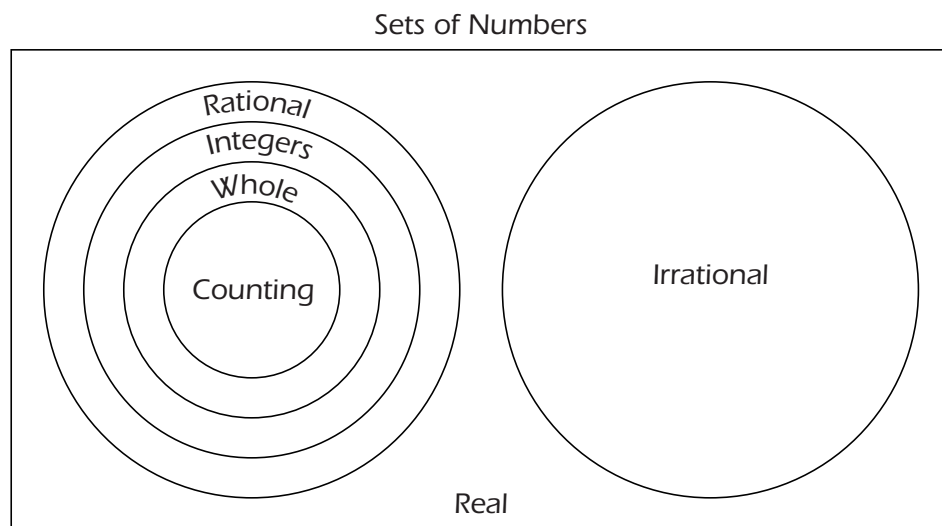 Sets of Numbers
Rational
Integers
Whole
Counting
Irrational
Real